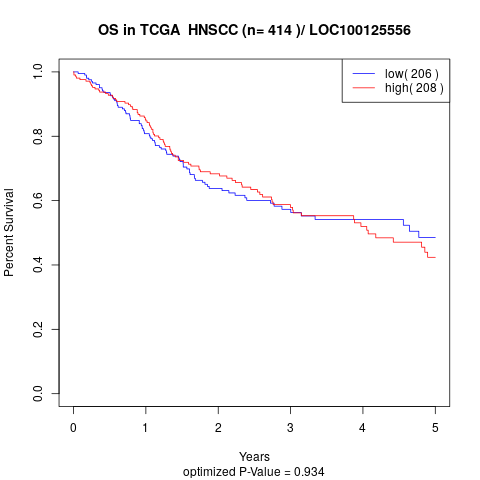 OS in TCGA  HNSCC (n= 414 )/ LOC100125556
low( 206 )
high( 208 )
Percent Survival
1.0
0.8
0.6
0.4
0.2
0.0
0 1 2 3 4 5
Years
optimized P-Value = 0.934